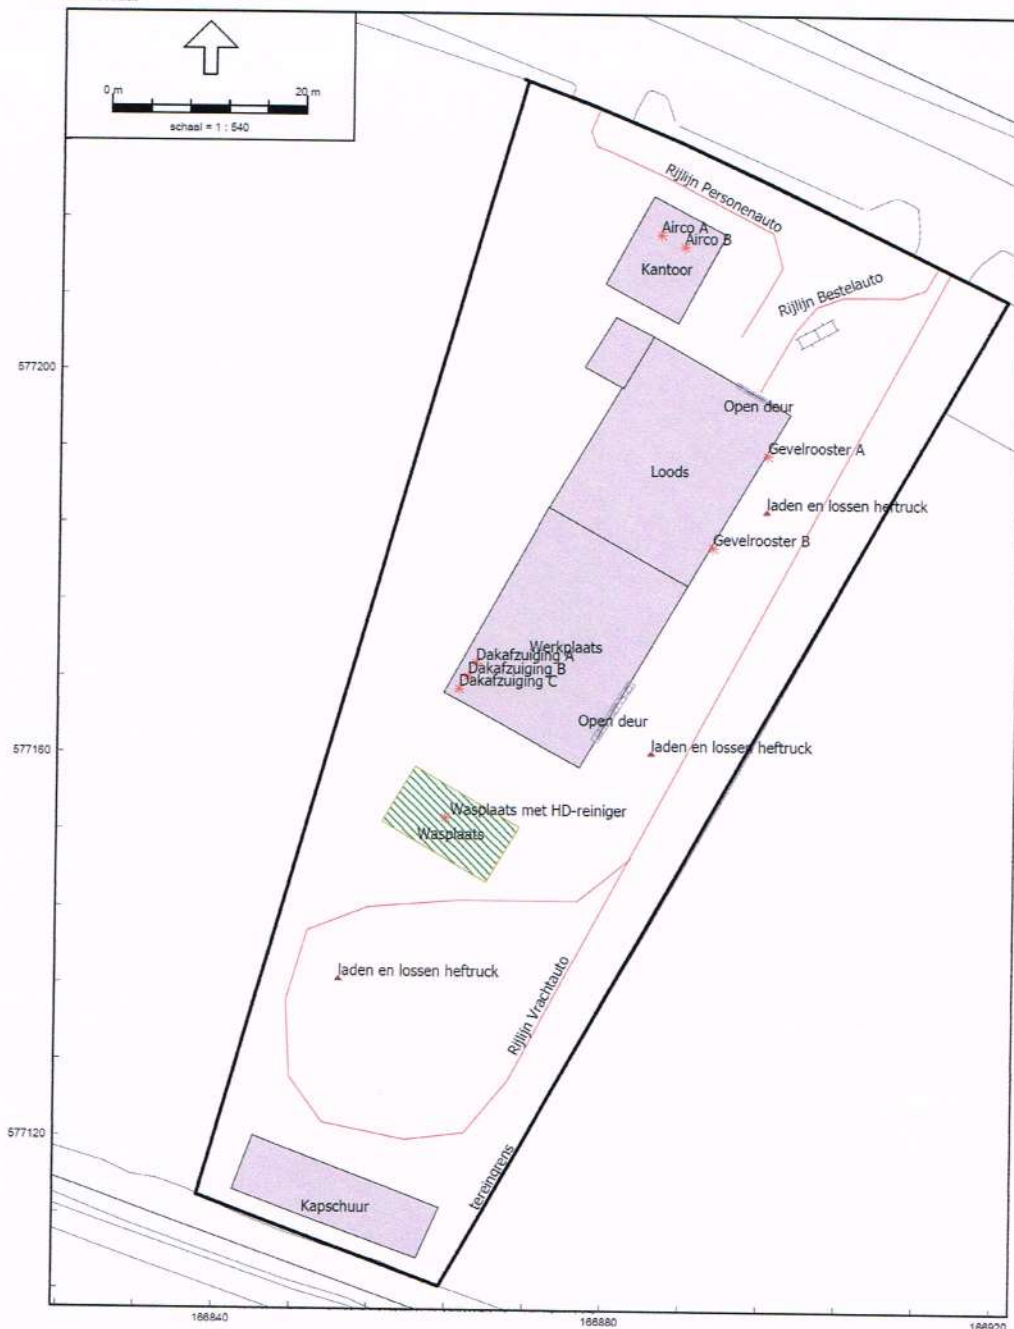 0 m 20 m
schaal = 1 : 540
Rijlijn Personenauto
Airco A
Airco B
Kantoor
Rijlijn Bestelauto
577200
Open deur
Gevelrooster A
Loods
laden en lossen heftruck
Gevelrooster B
Werkplaats
Dakafzuiging A
Dakafzuiging B
Dakafzuiging C
Open deur
577160
laden en lossen heftruck
Wasplaats met HD-reiniger
Wasplaats
laden en lossen heftruck
Rijlijn Vrachtauto
577120
tereingrens
Kapschuur
166840
166880
166920